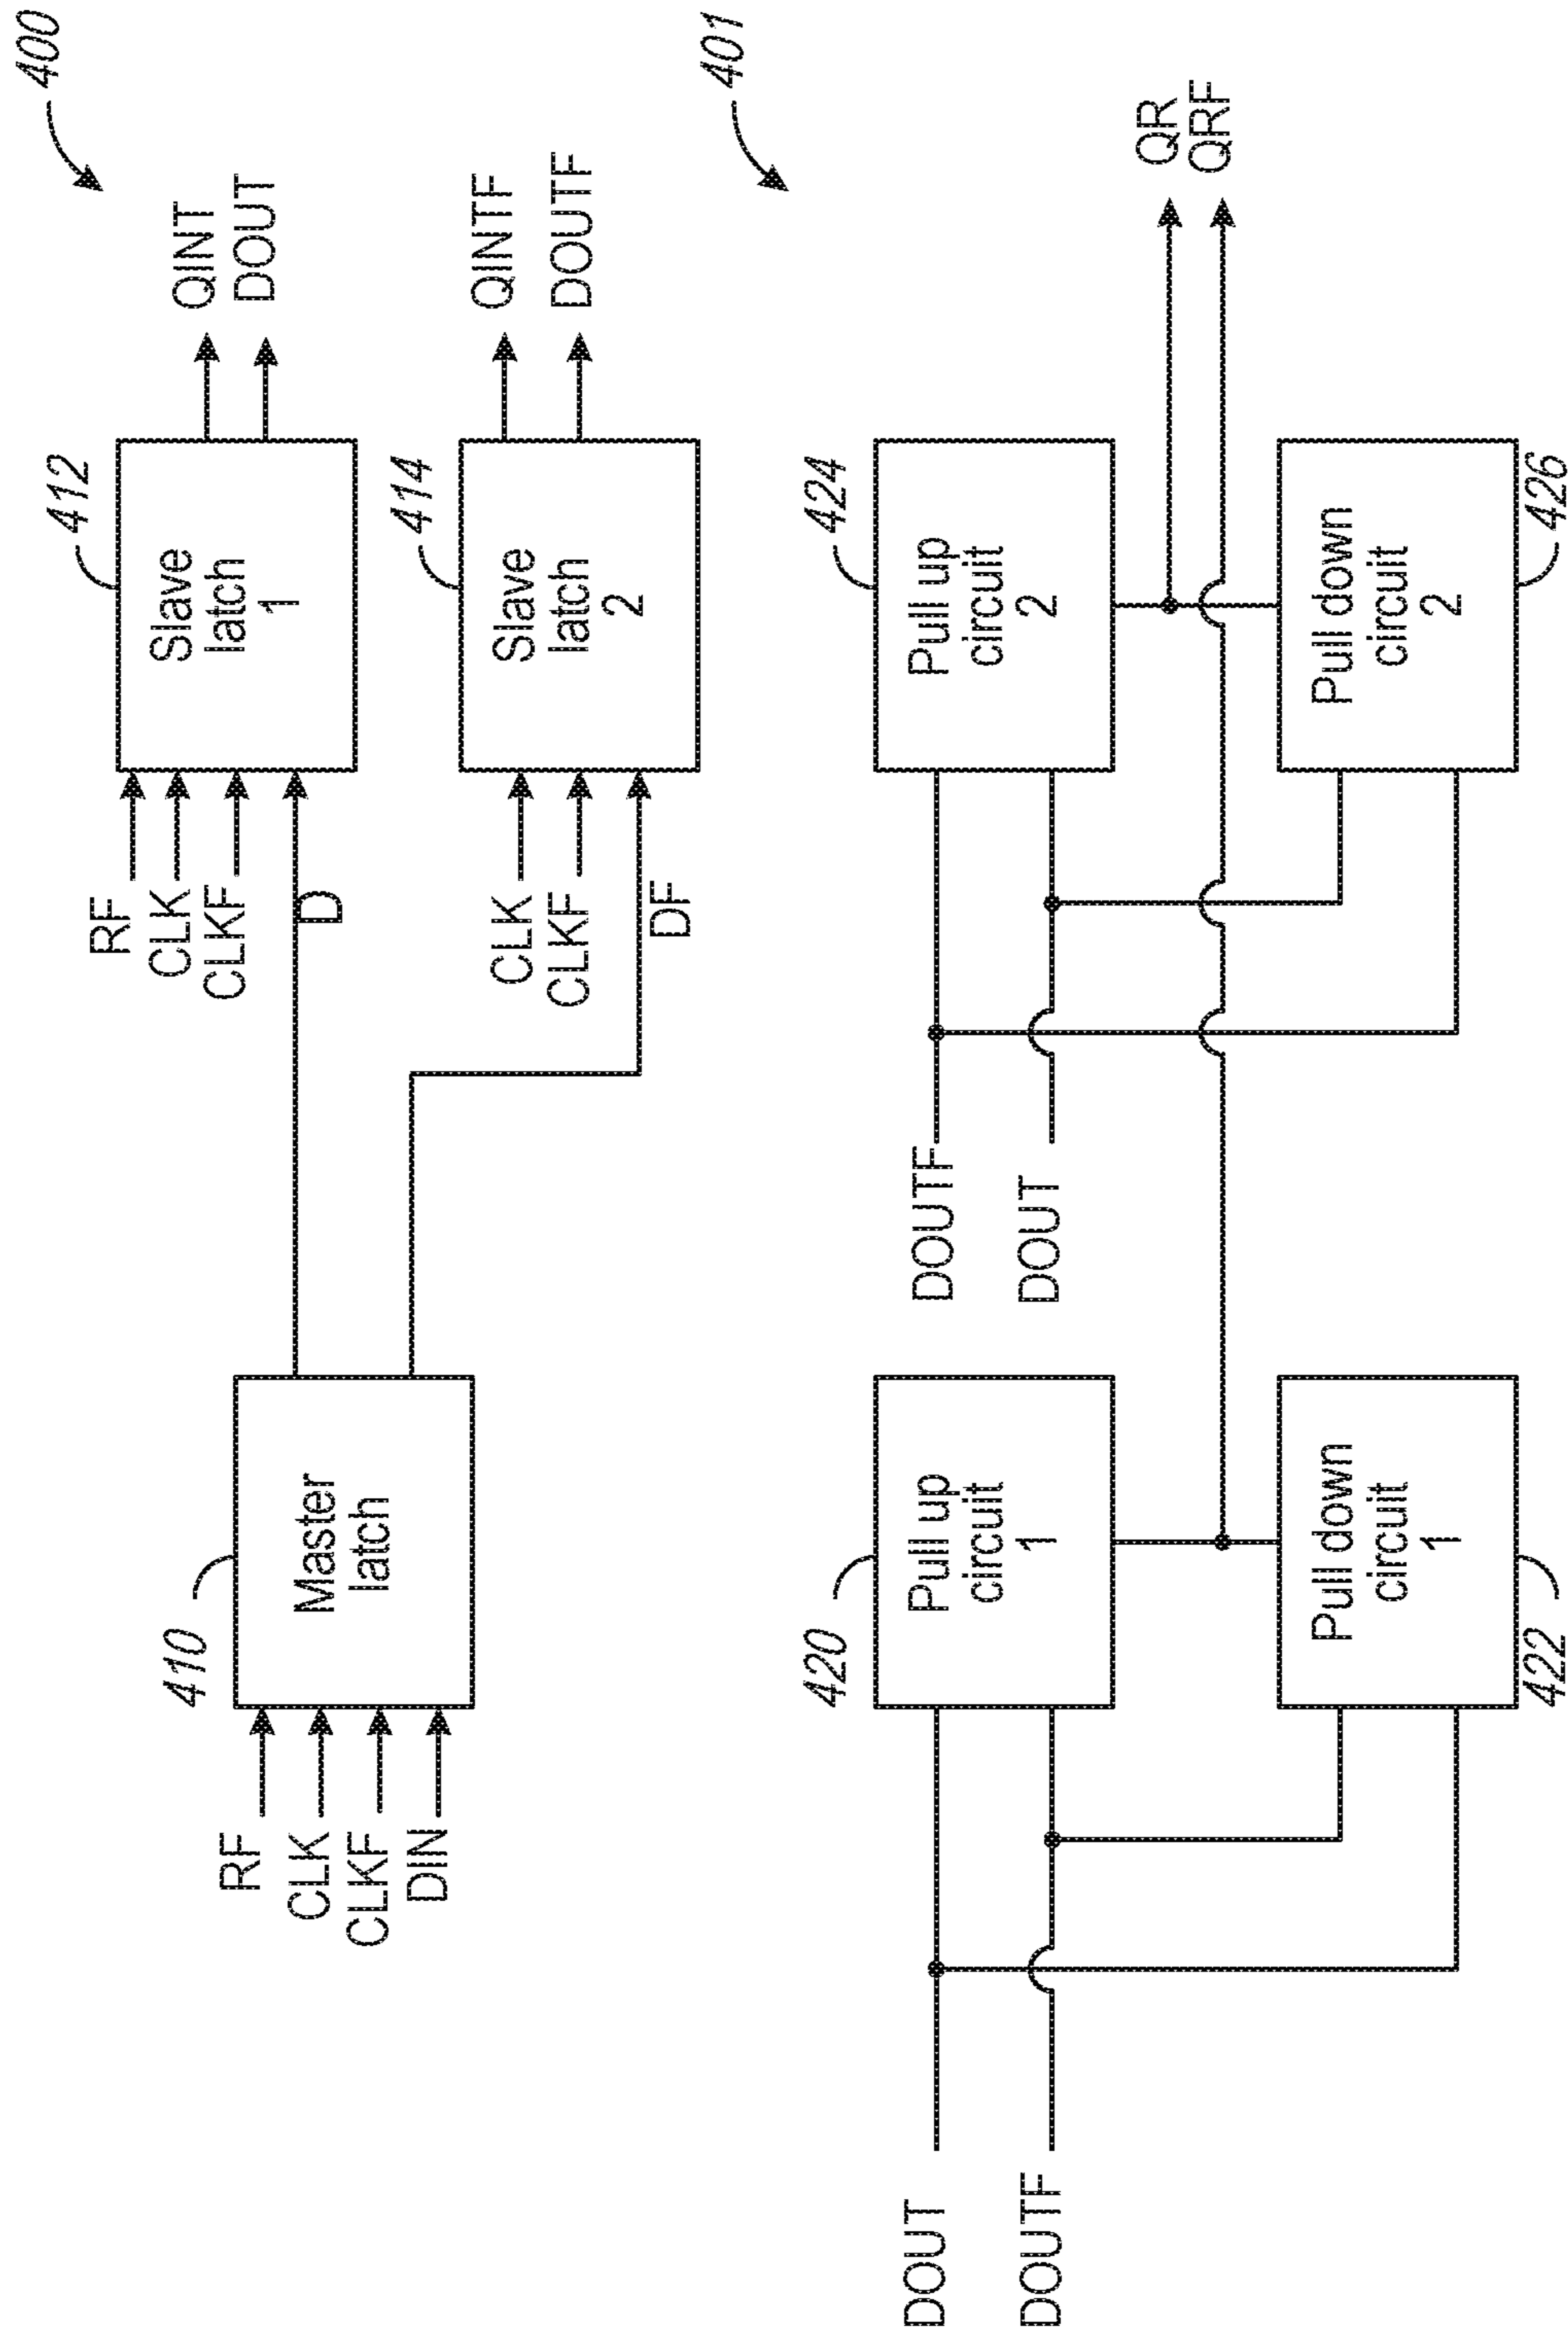 400
410
Master
latch
RF
CLK
CLKF
DIN
D
DF
412
Slave
latch
1
RF
CLK
CLKF
QINT
DOUT
414
Slave
latch
2
CLK
CLKF
QINTF
DOUTF
401
DOUT
DOUTF
420
Pull up
circuit
1
Pull down
circuit
1
422
DOUTF
DOUT
424
Pull up
circuit
2
Pull down
circuit
2
426
QR
QRF